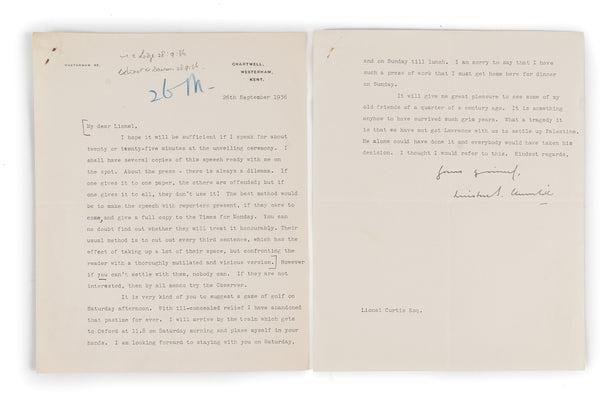 WESTERHAM 93.
Lodge 28.9.36
28.9.36
CHARTWELL,
WESTERHAM,
KENT.
26 M.
26th September 1936
[My dear Lionel,
I hope it will be sufficient if I speak for about
twenty or twenty-five minutes at the unveiling ceremony. I
shall have several copies of this speech ready with me on
the spot. About the press - there is always a dilemma. If
one gives it to one paper, the others are offended; but if
one gives it to all, they don't use it! The best method would
be to make the speech with reporters present, if they care to
come, and give a full copy to the Times for Monday. You can
no doubt find out whether they will treat it honourably. Their
usual method is to cut out every third sentence, which has the
effect of taking up a lot of their space, but confronting the
reader with a thoroughly mutilated and vicious version.] However
if you can't settle with them, nobody can. If they are not
interested, then by all means try the Observer.
It is very kind of you to suggest a game of golf on
Saturday afternoon. With ill-concealed relief I have abandoned
that pastime for ever. I will arrive by the train which gets
to Oxford at 11.8 on Saturday morning and place myself in your
hands. I am looking forward to staying with you on Saturday,
and on Sunday till lunch. I am sorry to say that I have
such a press of work that I must get home here for dinner
on Sunday.
It will give me great pleasure to see some of my
old friends of a quarter of a century ago. It is something
anyhow to have survived such grim years. What a tragedy it
is that we have not got Lawrence with us to settle up Palestine.
He alone could have done it and everybody would have taken his
decision. I thought I would refer to this. Kindest regards,
Yours sincerely,
Winston S. Churchill
Lionel Curtis Esq.